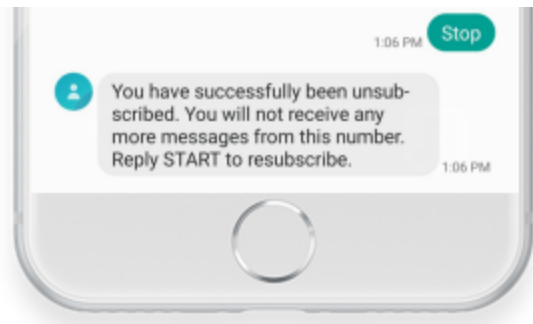 1:06 PM Stop
You have successfully been unsub-
scribed. You will not receive any
more messages from this number.
Reply START to resubscribe.
1:06 PM